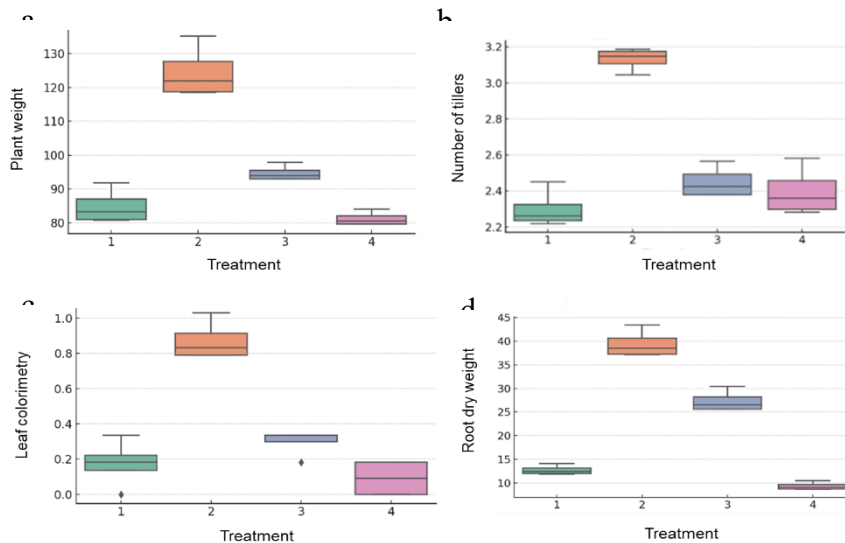 a
Plant weight
130
120
110
100
90
80
1 2 3 4
Treatment
b
Number of tillers
3.2
3.0
2.8
2.6
2.4
2.2
1 2 3 4
Treatment
c
Leaf colorimetry
1.0
0.8
0.6
0.4
0.2
0.0
1 2 3 4
Treatment
d
Root dry weight
45
40
35
30
25
20
15
10
1 2 3 4
Treatment